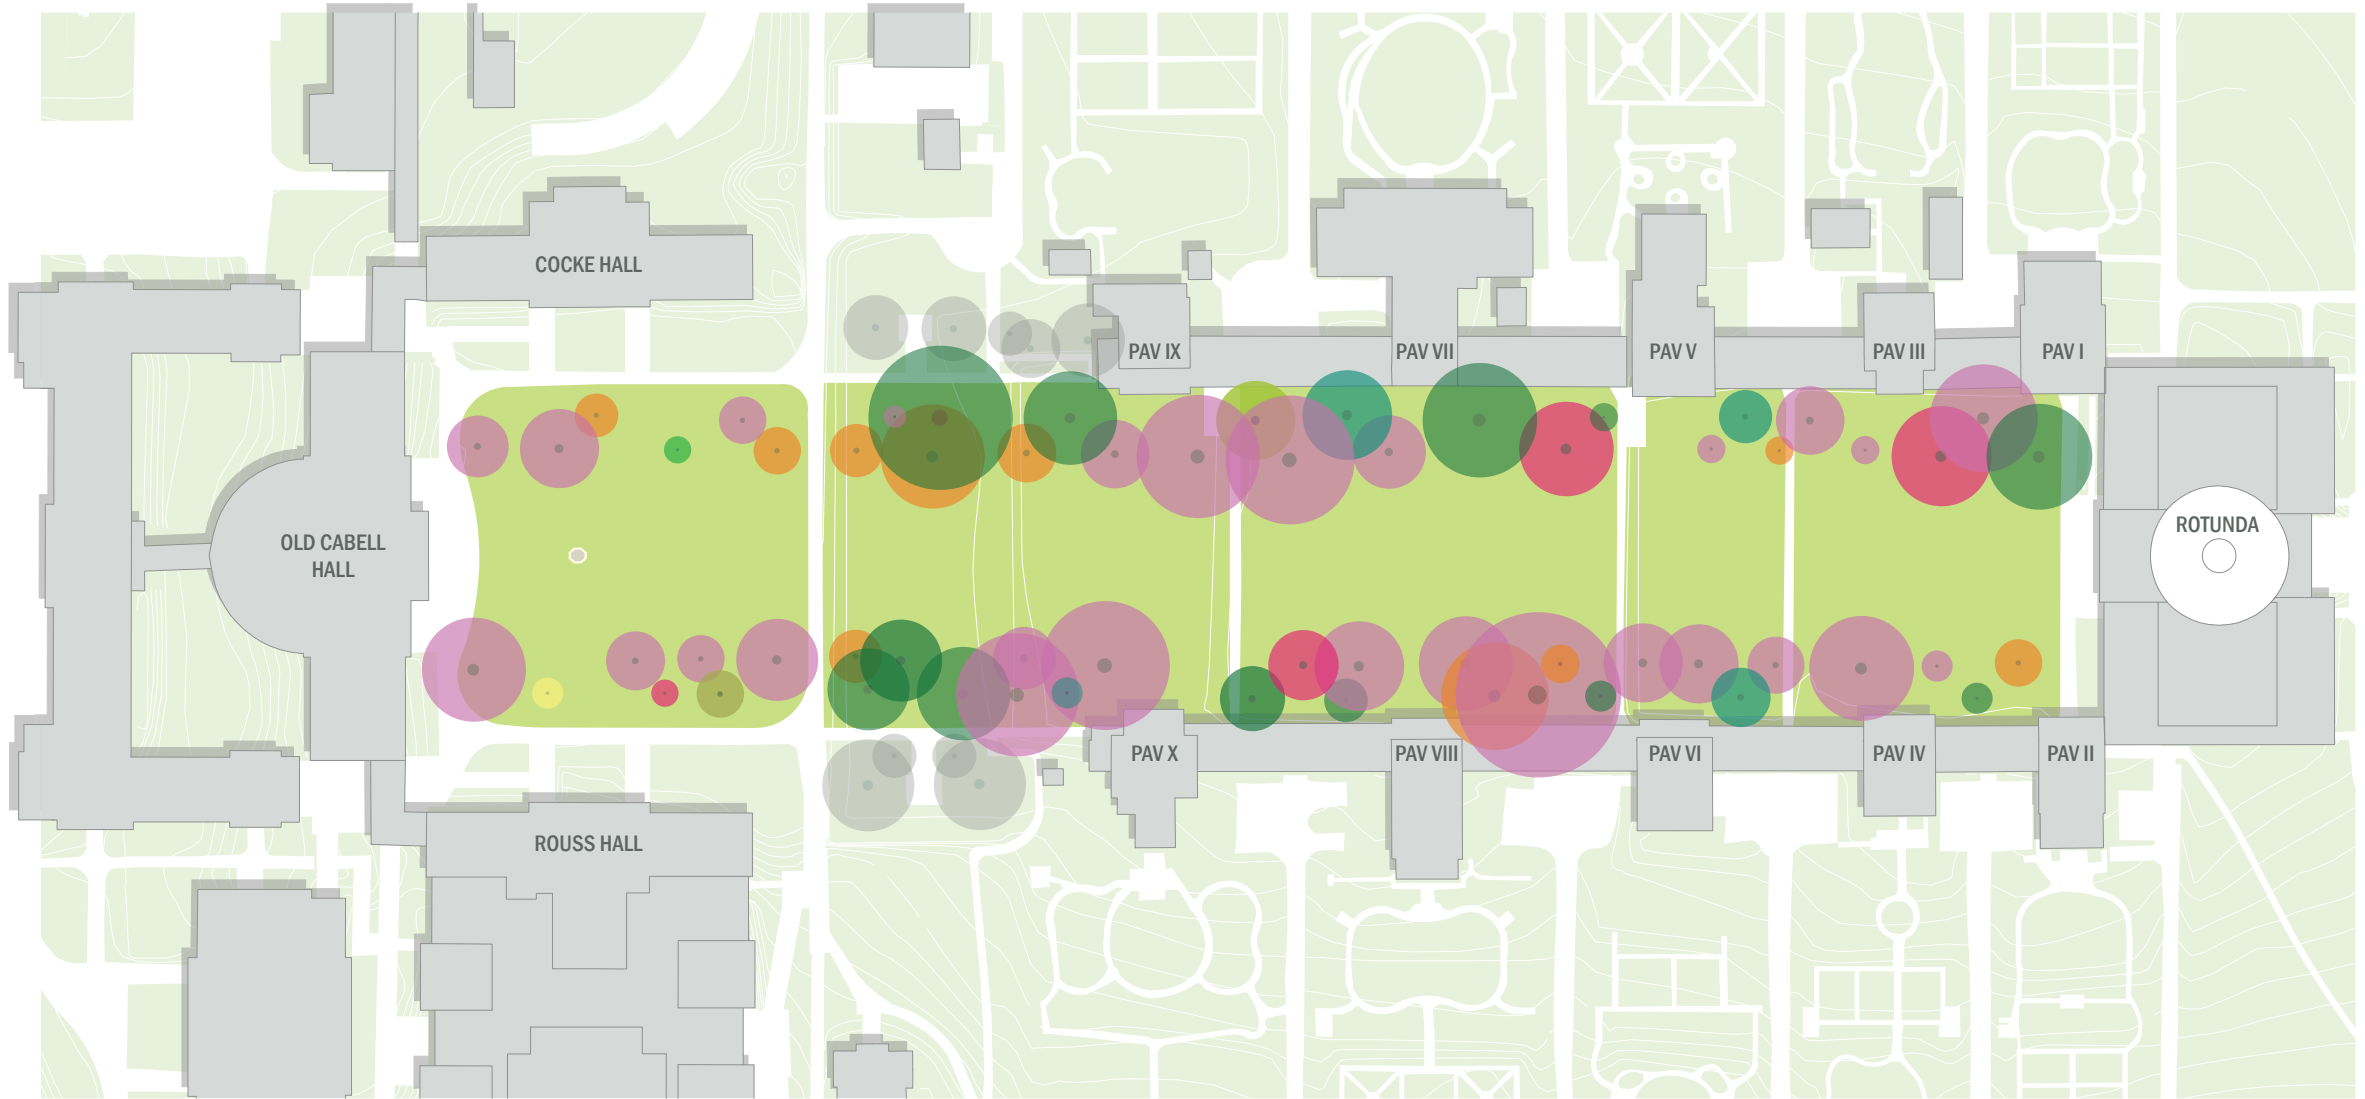 COCKE HALL
PAV IX
PAV VII
PAV V
PAV III
PAV I
ROTUNDA
OLD CABELL
HALL
PAV X
PAV VIII
PAV VI
PAV IV
PAV II
ROUSS HALL